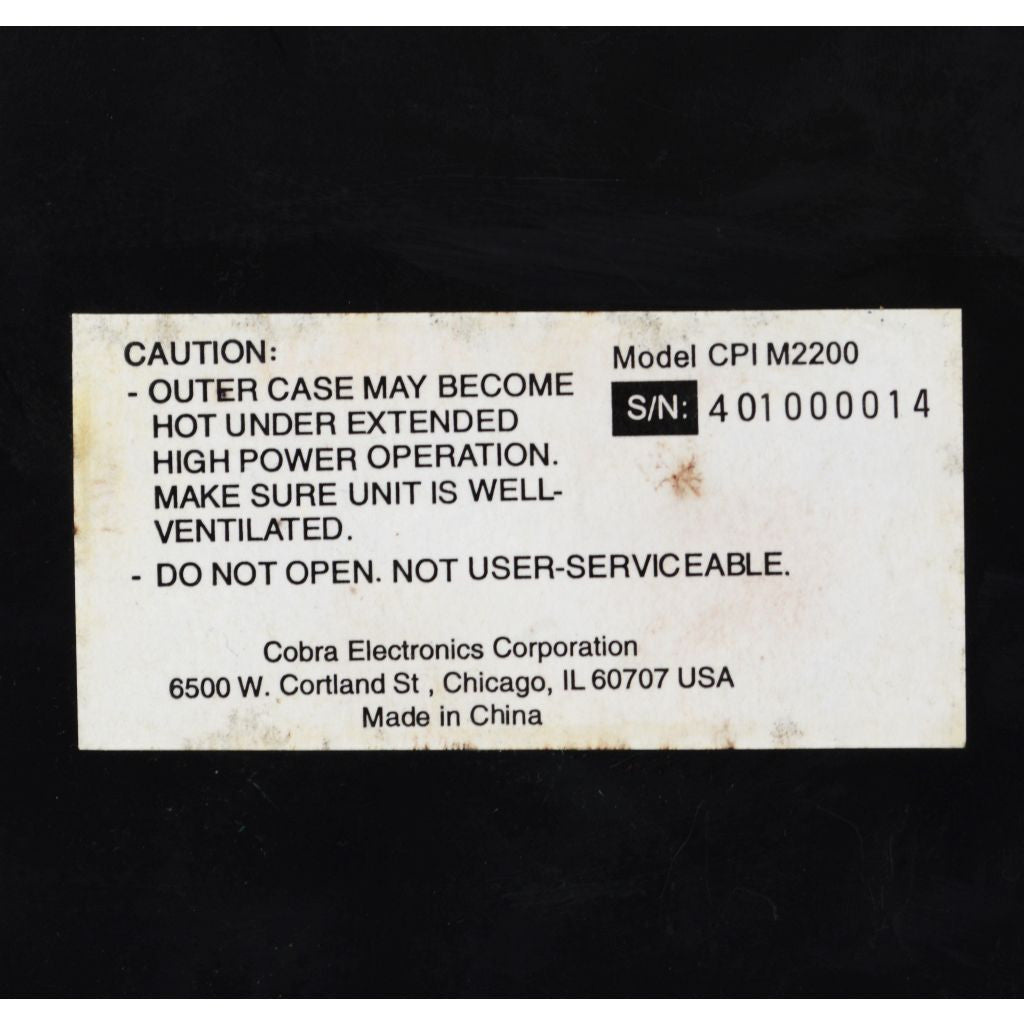 CAUTION:
- OUTER CASE MAY BECOME
HOT UNDER EXTENDED
HIGH POWER OPERATION.
MAKE SURE UNIT IS WELL-
VENTILATED.
- DO NOT OPEN. NOT USER-SERVICEABLE.
Model CPI M2200
S/N: 401000014
Cobra Electronics Corporation
6500 W. Cortland St , Chicago, IL 60707 USA
Made in China